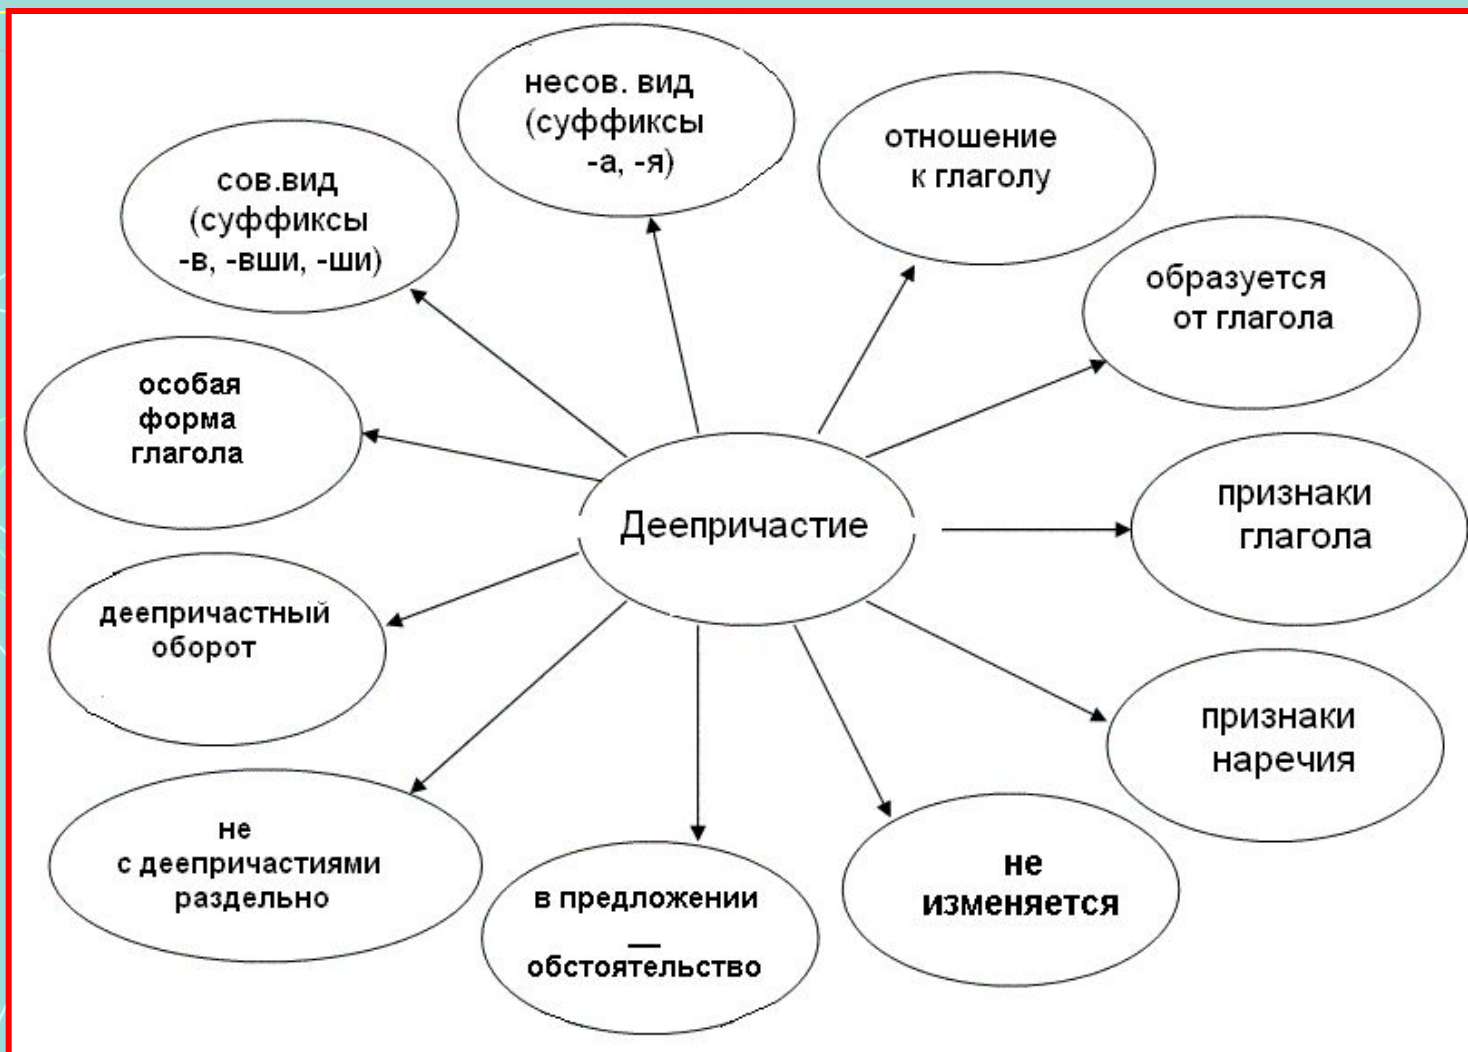 несов. вид
(суффиксы
-а, -я)
отношение
к глаголу
сов.вид
(суффиксы
-в, -вши, -ши)
образуется
от глагола
особая
форма
глагола
Деепричастие
признаки
глагола
деепричастный
оборот
признаки
наречия
не
с деепричастиями
раздельно
в предложении
—
обстоятельство
не
изменяется